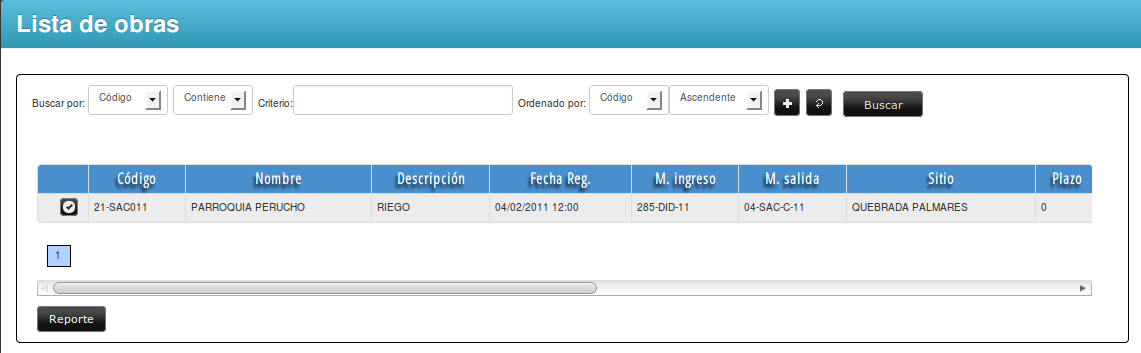 Lista de obras
Buscar por: Código Contiene Criterio: Ordenado por: Código Ascendente Buscar
Código Nombre Descripción Fecha Reg. M. ingreso M. salida Sitio Plazo
21-SAC011 PARROQUIA PERUCHO RIEGO 04/02/2011 12:00 285-DID-11 04-SAC-C-11 QUEBRADA PALMARES 0
1
Reporte